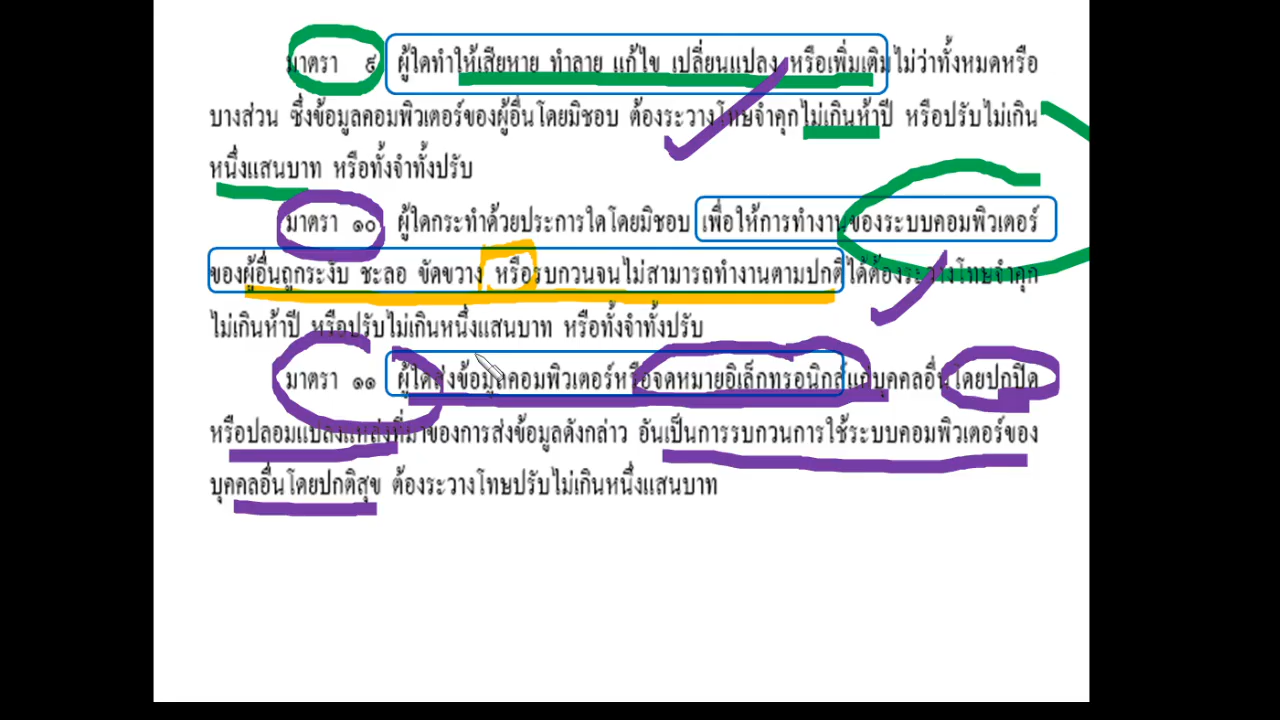 มาตรา ๙ ผู้ใดทำให้เสียหาย ทำลาย แก้ไข เปลี่ยนแปลง หรือเพิ่มเติม ไม่ว่าทั้งหมดหรือ
บางส่วน ซึ่งข้อมูลคอมพิวเตอร์ของผู้อื่นโดยมิชอบ ต้องระวางโทษจำคุกไม่เกินห้าปี หรือปรับไม่เกิน
หนึ่งแสนบาท หรือทั้งจำทั้งปรับ
มาตรา ๑๐ ผู้ใดกระทำด้วยประการใดโดยมิชอบ เพื่อให้การทำงานของระบบคอมพิวเตอร์
ของผู้อื่นถูกระงับ ชะลอ ขัดขวาง หรือรบกวนจนไม่สามารถทำงานตามปกติได้ต้องระวางโทษจำคุก
ไม่เกินห้าปี หรือปรับไม่เกินหนึ่งแสนบาท หรือทั้งจำทั้งปรับ
มาตรา ๑๑ ผู้ใดส่งข้อมูลคอมพิวเตอร์หรือจดหมายอิเล็กทรอนิกส์แก่บุคคลอื่นโดยปกปิด
หรือปลอมแปลงแหล่งที่มาของการส่งข้อมูลดังกล่าว อันเป็นการรบกวนการใช้ระบบคอมพิวเตอร์ของ
บุคคลอื่นโดยปกติสุข ต้องระวางโทษปรับไม่เกินหนึ่งแสนบาท